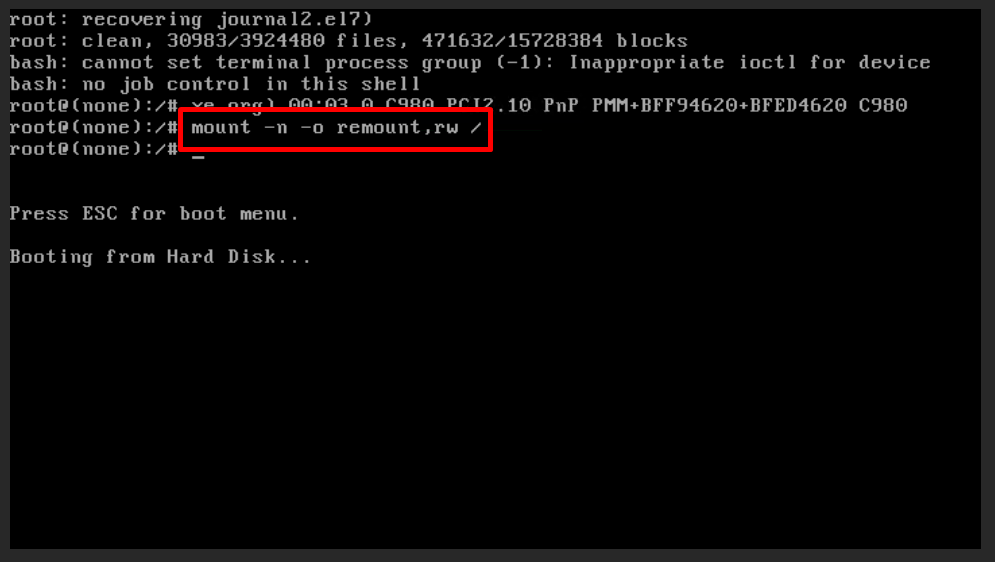 root: recovering journal2.el7)
root: clean, 30983/3924480 files, 471632/15728384 blocks
bash: cannot set terminal process group (-1): Inappropriate ioctl for device
bash: no job control in this shell
root@(none):/# xe.org) 00:03.0 C980 PCI2.10 PnP PMM+BFF94620+BFED4620 C980
root@(none):/# mount -n -o remount,rw /
root@(none):/# _
Press ESC for boot menu.
Booting from Hard Disk...